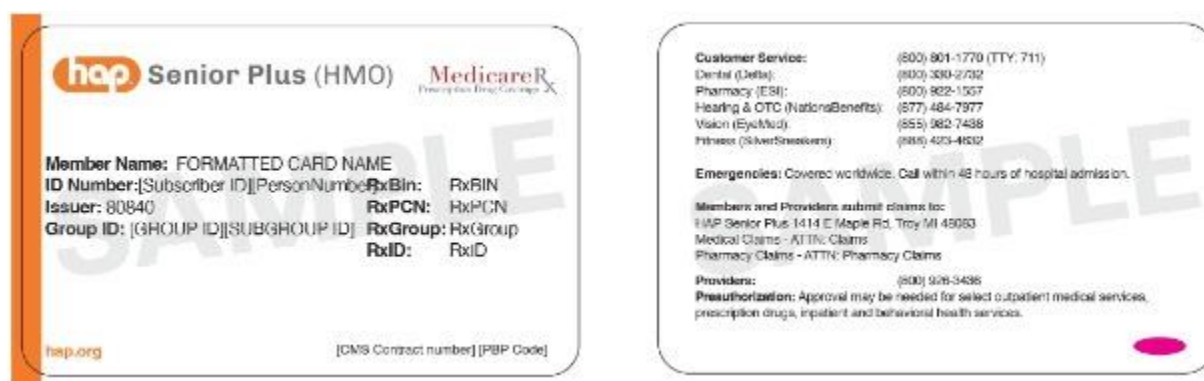 hap Senior Plus (HMO) MedicareRx
Prescription Drug Coverage
SAMPLE
Member Name: FORMATTED CARD NAME
ID Number:[Subscriber ID][PersonNumber] RxBin: RxBIN
Issuer: 80840 RxPCN: RxPCN
Group ID: [GROUP ID][SUBGROUP ID] RxGroup: RxGroup
RxID: RxID
hap.org [CMS Contract number] [PBP Code]
SAMPLE
Customer Service: (800) 801-1770 (TTY: 711)
Dental (Delta): (800) 330-2732
Pharmacy (ESI): (800) 922-1557
Hearing & OTC (NationsBenefits): (877) 484-7977
Vision (EyeMed): (855) 982-7438
Fitness (SilverSneakers): (888) 423-4632
Emergencies: Covered worldwide. Call within 48 hours of hospital admission.
Members and Providers submit claims to:
HAP Senior Plus 1414 E Maple Rd, Troy MI 48083
Medical Claims - ATTN: Claims
Pharmacy Claims - ATTN: Pharmacy Claims
Providers: (800) 926-3436
Preauthorization: Approval may be needed for select outpatient medical services,
prescription drugs, inpatient and behavioral health services.